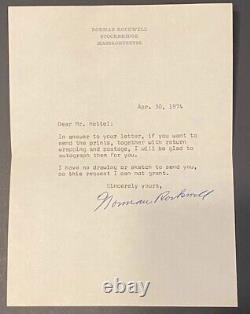 NORMAN ROCKWELL
STOCKBRIDGE
MASSACHUSETTS
Apr. 30, 1974
Dear Mr.
In answer to your letter, if you want to
send the prints, together with return
wrapping and postage, I will be glad to
autograph them for you.
I have no drawing or sketch to send you,
so this request I can not grant.
Sincerely yours,
Norman Rockwell